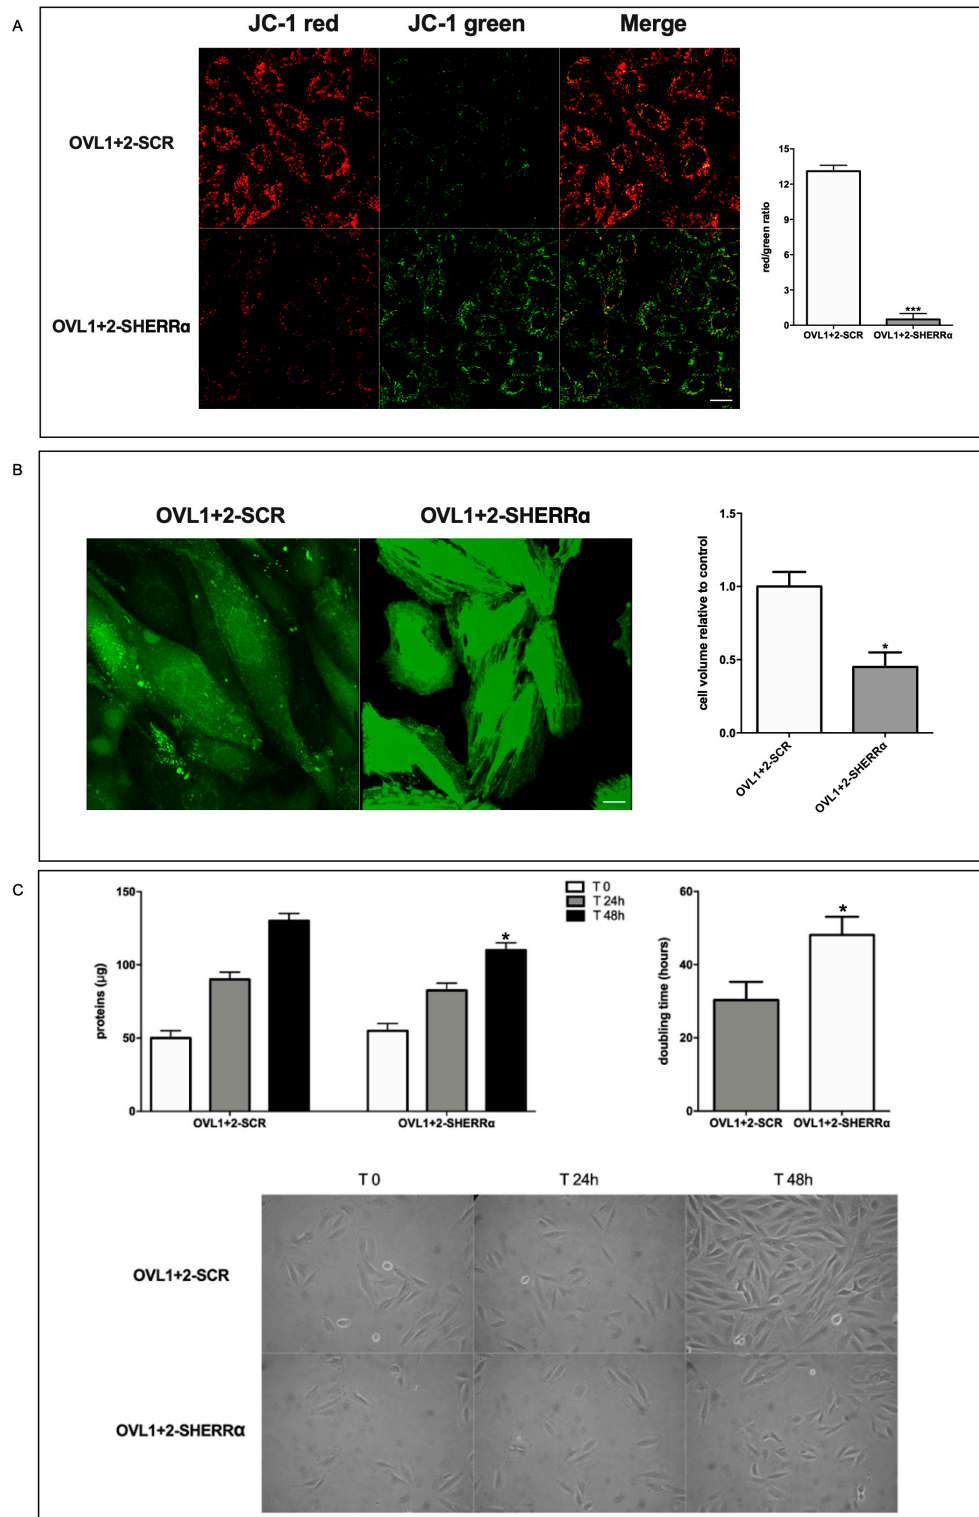 A
JC-1 red JC-1 green Merge
OVL1+2-SCR
OVL1+2-SHERRα
15
12
9
6
3
0
red/green ratio
***
OVL1+2-SCR OVL1+2-SHERRα
B
OVL1+2-SCR OVL1+2-SHERRα
1.5
1.0
0.5
0.0
cell volume relative to control
*
OVL1+2-SCR
OVL1+2-SHERRα
C
150
100
50
0
proteins (µg)
*
OVL1+2-SCR OVL1+2-SHERRα
T 0
T 24h
T 48h
60
40
20
0
doubling time (hours)
*
OVL1+2-SCR OVL1+2-SHERRα
T 0 T 24h T 48h
OVL1+2-SCR
OVL1+2-SHERRα